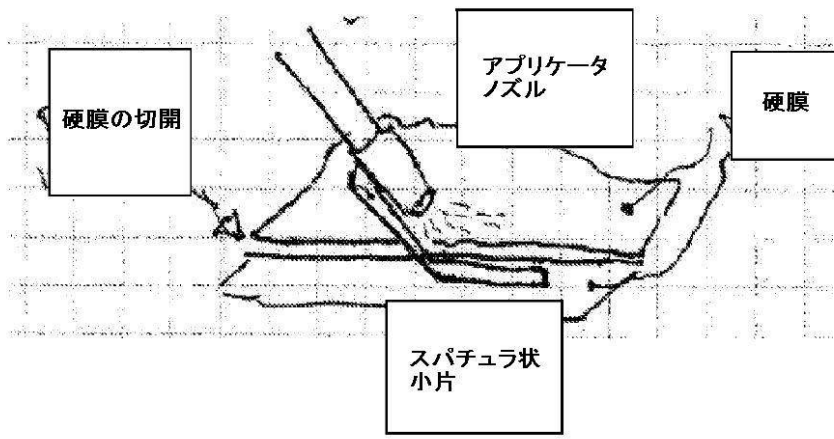 硬膜の切開
アプリケータ
ノズル
硬膜
スパチュラ状
小片